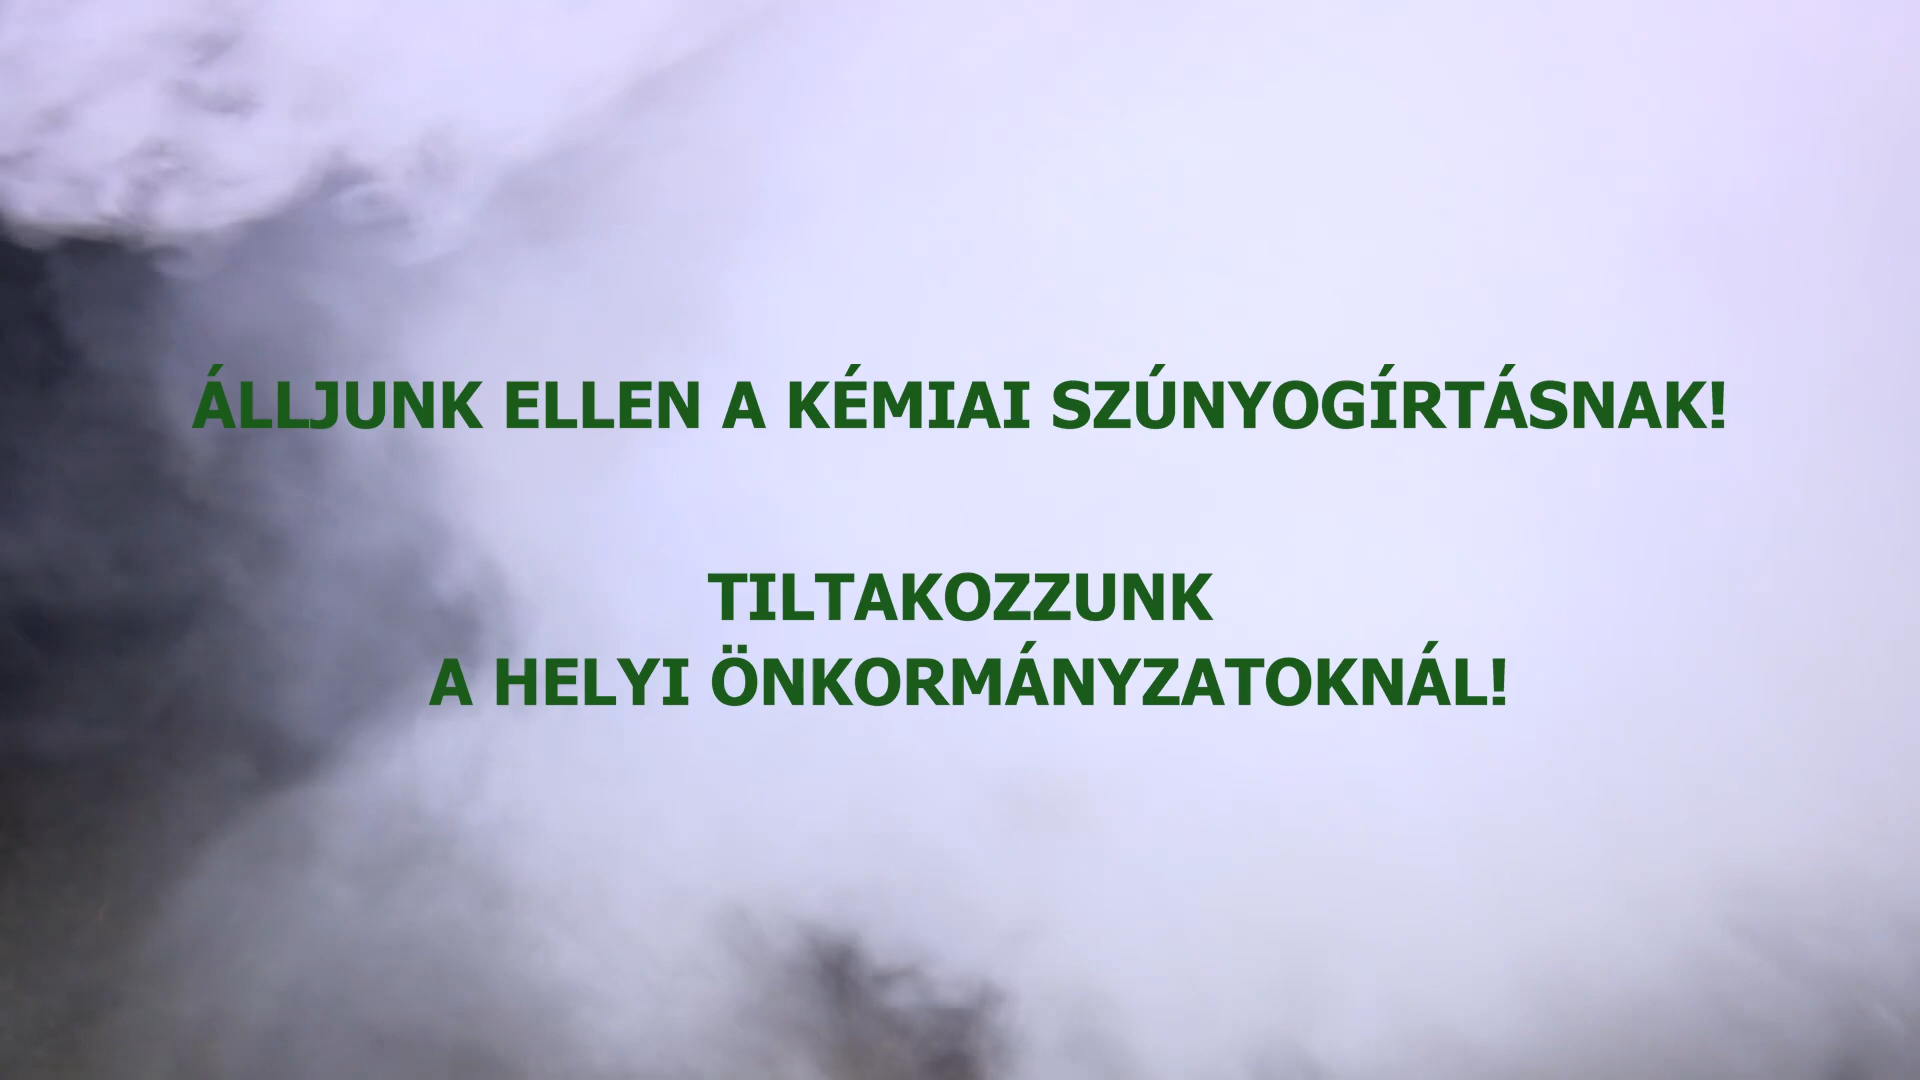 ÁLLJUNK ELLEN A KÉMIAI SZÚNYOGÍRTÁSNAK!
TILTAKOZZUNK
A HELYI ÖNKORMÁNYZATOKNÁL!